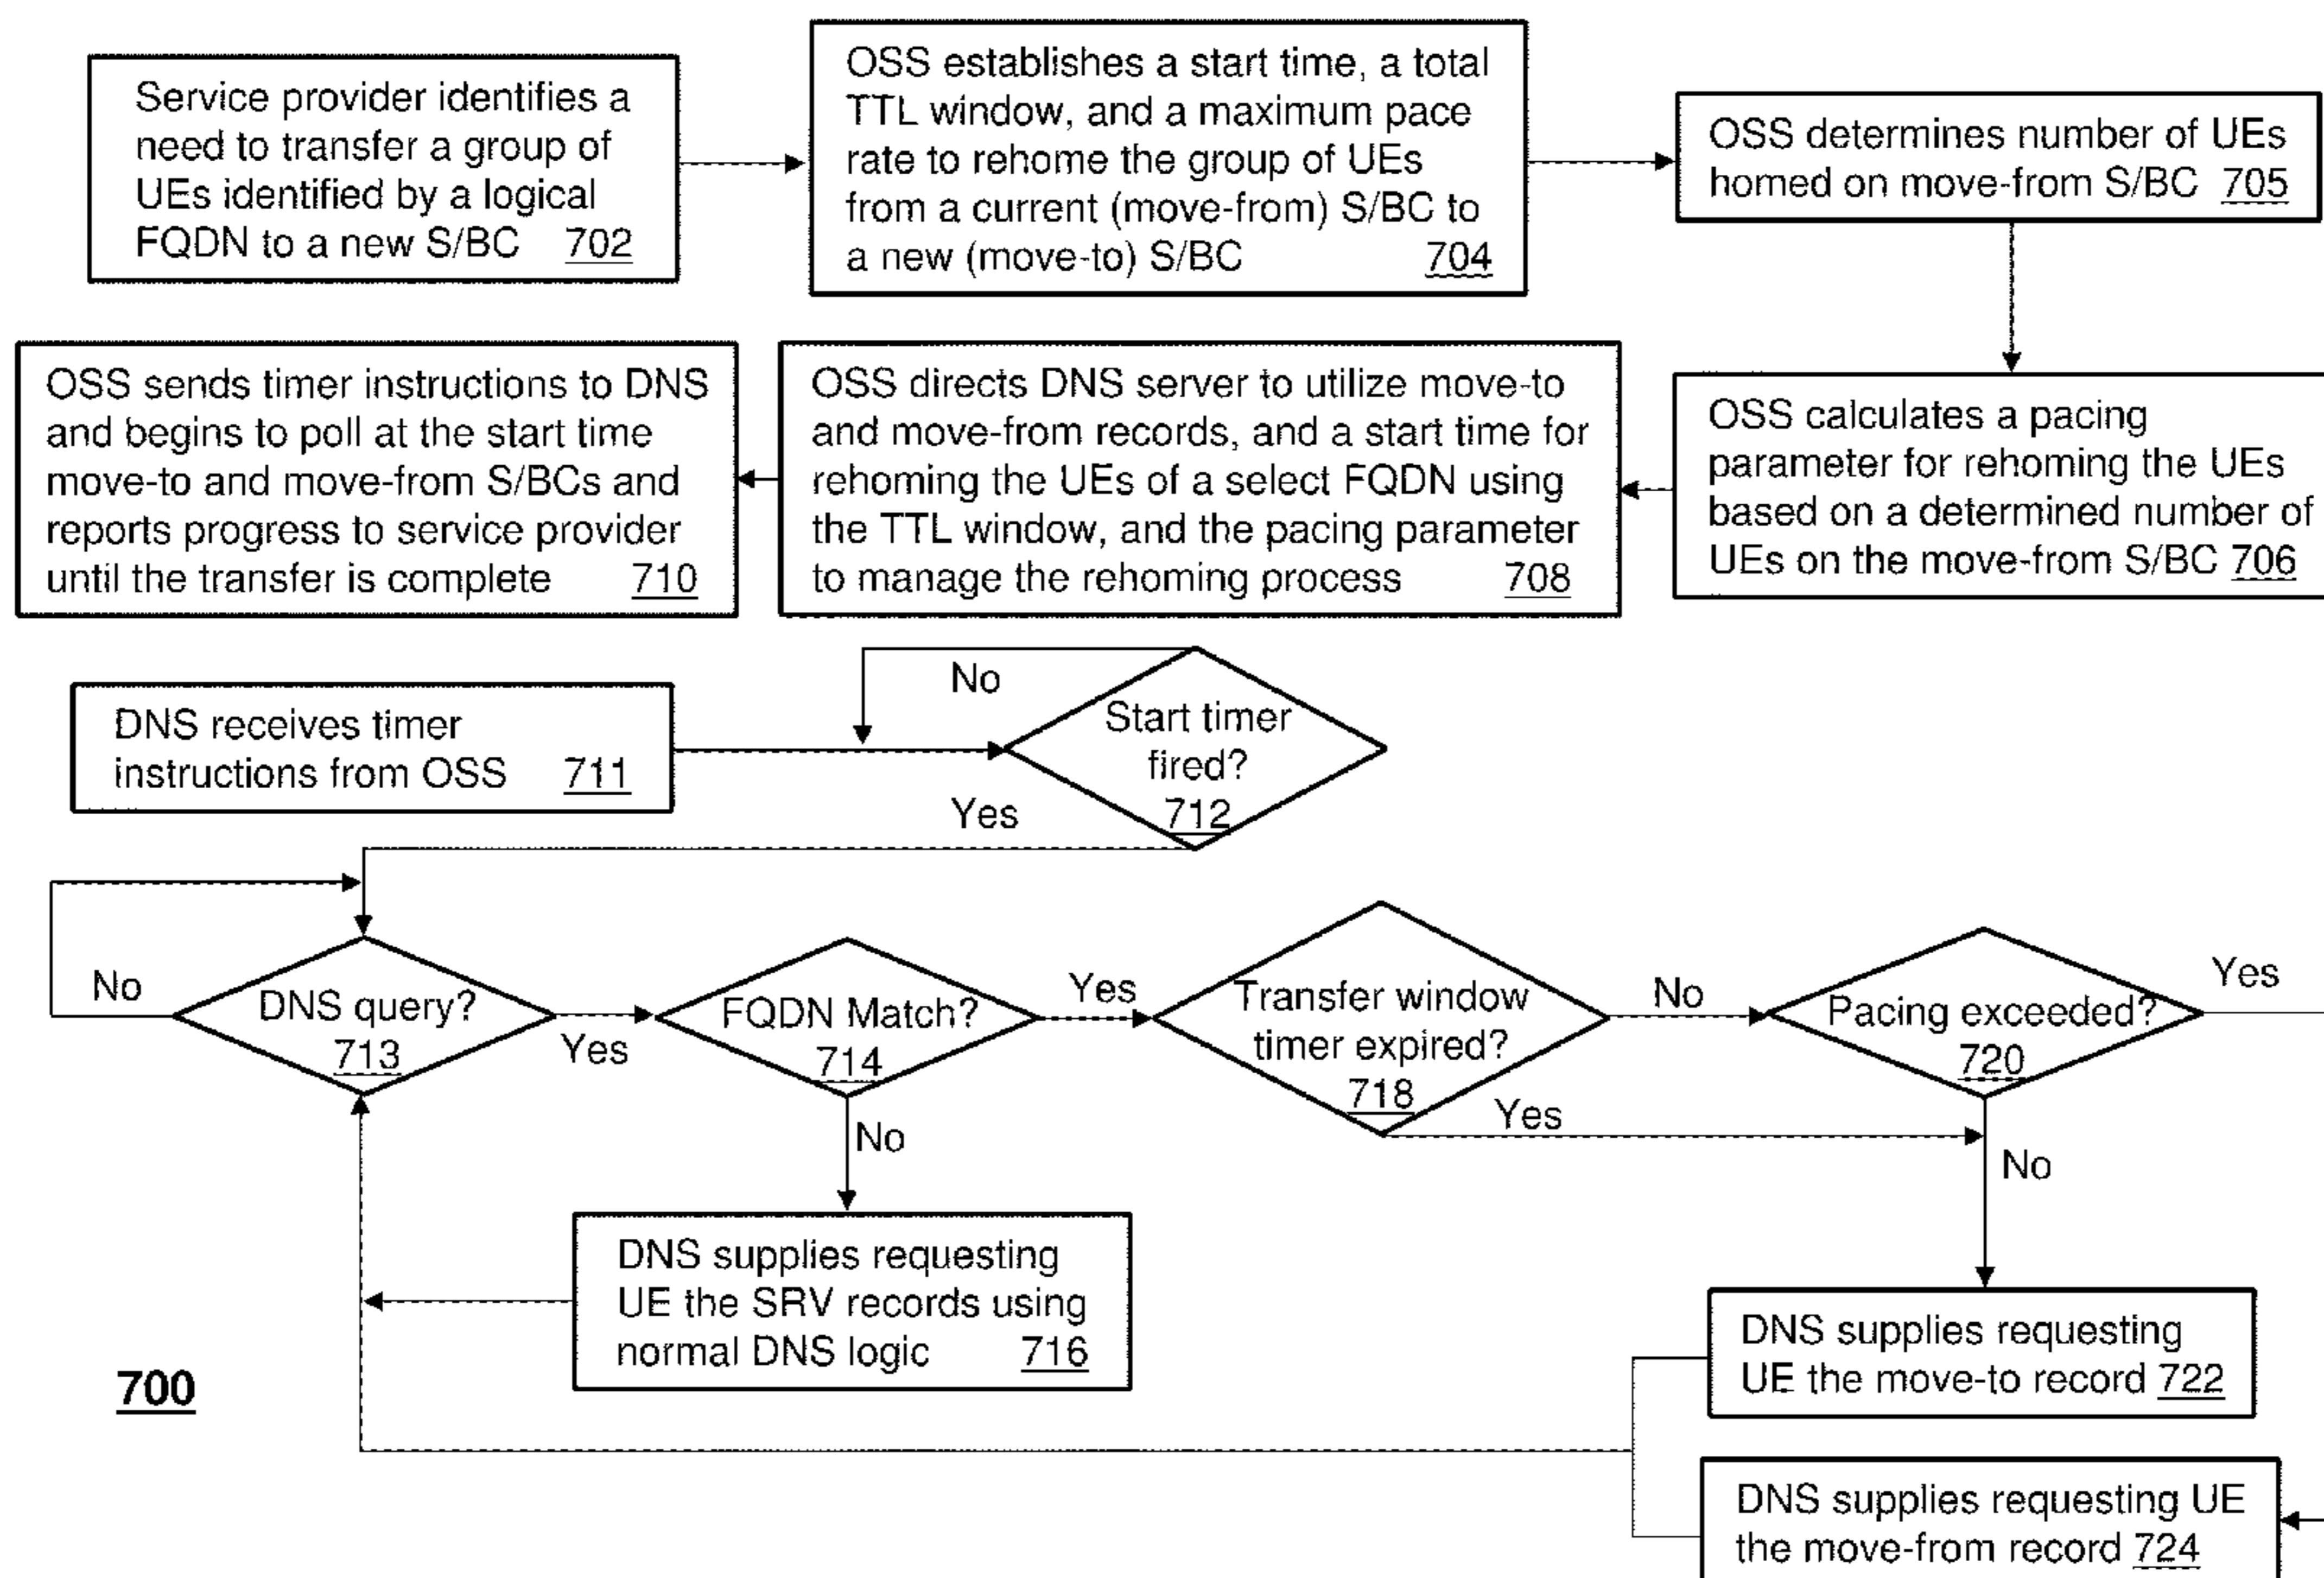 Service provider identifies a
need to transfer a group of
UEs identified by a logical
FQDN to a new S/BC 702
OSS establishes a start time, a total
TTL window, and a maximum pace
rate to rehome the group of UEs
from a current (move-from) S/BC to
a new (move-to) S/BC 704
OSS determines number of UEs
homed on move-from S/BC 705
OSS calculates a pacing
parameter for rehoming the UEs
based on a determined number of
UEs on the move-from S/BC 706
OSS directs DNS server to utilize move-to
and move-from records, and a start time for
rehoming the UEs of a select FQDN using
the TTL window, and the pacing parameter
to manage the rehoming process 708
OSS sends timer instructions to DNS
and begins to poll at the start time
move-to and move-from S/BCs and
reports progress to service provider
until the transfer is complete 710
DNS receives timer
instructions from OSS 711
No
Start timer
fired?
712
Yes
No
DNS query?
713
Yes
FQDN Match?
714
Yes
No
Transfer window
timer expired?
718
No
Yes
Pacing exceeded?
720
Yes
No
DNS supplies requesting
UE the SRV records using
normal DNS logic 716
DNS supplies requesting
UE the move-to record 722
DNS supplies requesting UE
the move-from record 724
700